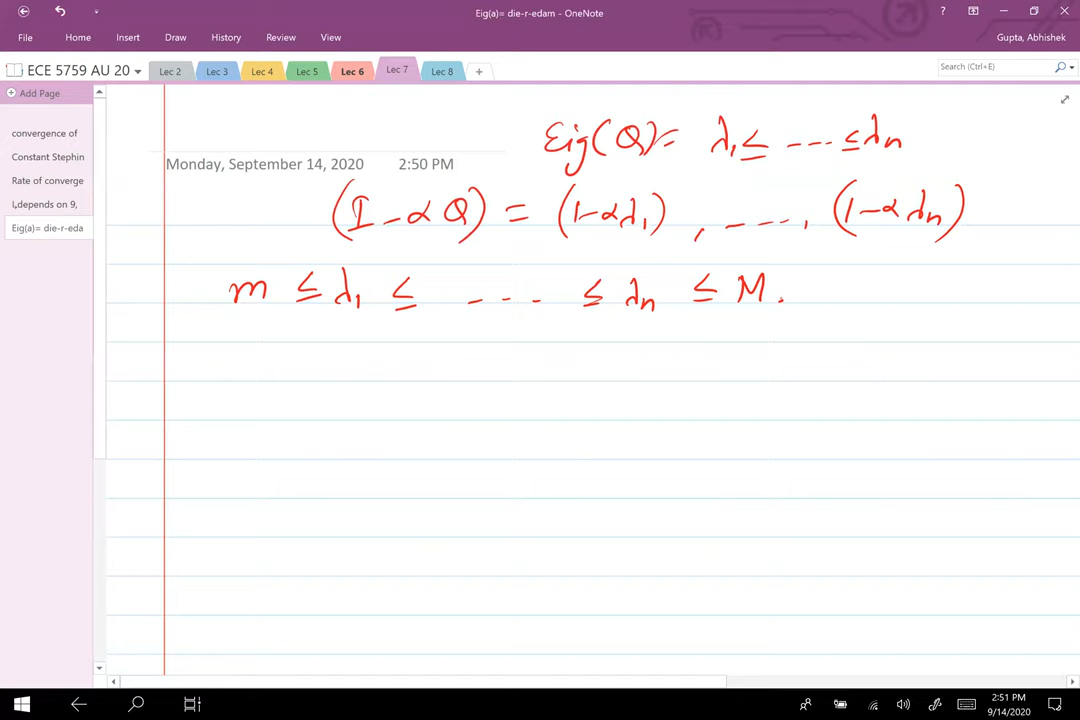 Eig(a)= die-r-edam - OneNote
File Home Insert Draw History Review View
Gupta, Abhishek
ECE 5759 AU 20
Lec 2 Lec 3 Lec 4 Lec 5 Lec 6 Lec 7 Lec 8
Search (Ctrl+E)
Add Page
convergence of
Constant Stephin
Rate of converge
I,depends on 9,
Eig(a)= die-r-eda
Eig(Q)= λ₁≤ ---- ≤λn
Monday, September 14, 2020 2:50 PM
(I-αQ) = (1-αλ₁), ----, (1-αλn)
m ≤ λ₁ ≤ --- ≤ λn ≤ M.
2:51 PM
9/14/2020